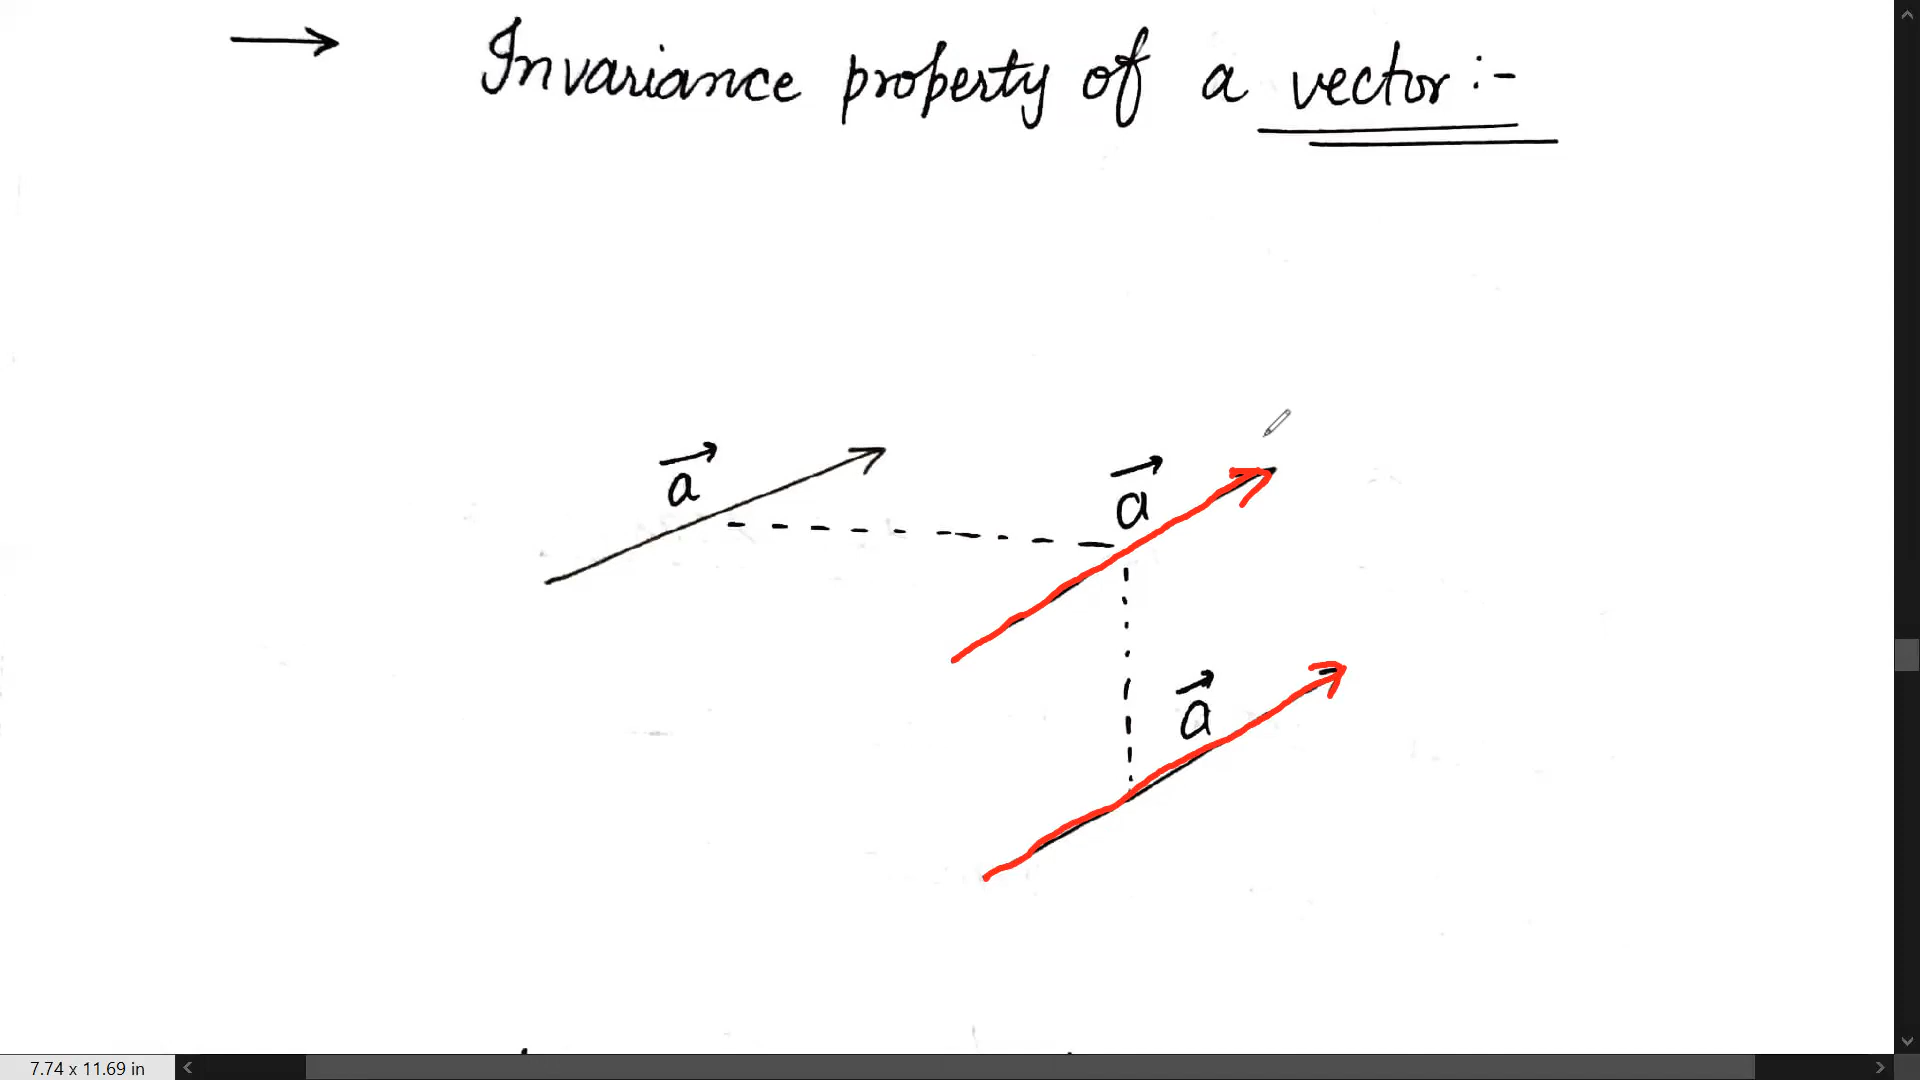 → Invariance property of a vector :-
a⃗
a⃗
a⃗
7.74 x 11.69 in